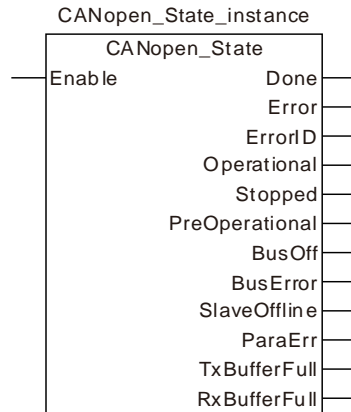 CANopen_State_instance
CANopen_State
Enable Done
Error
ErrorID
Operational
Stopped
PreOperational
BusOff
BusError
SlaveOffline
ParaErr
TxBufferFull
RxBufferFull